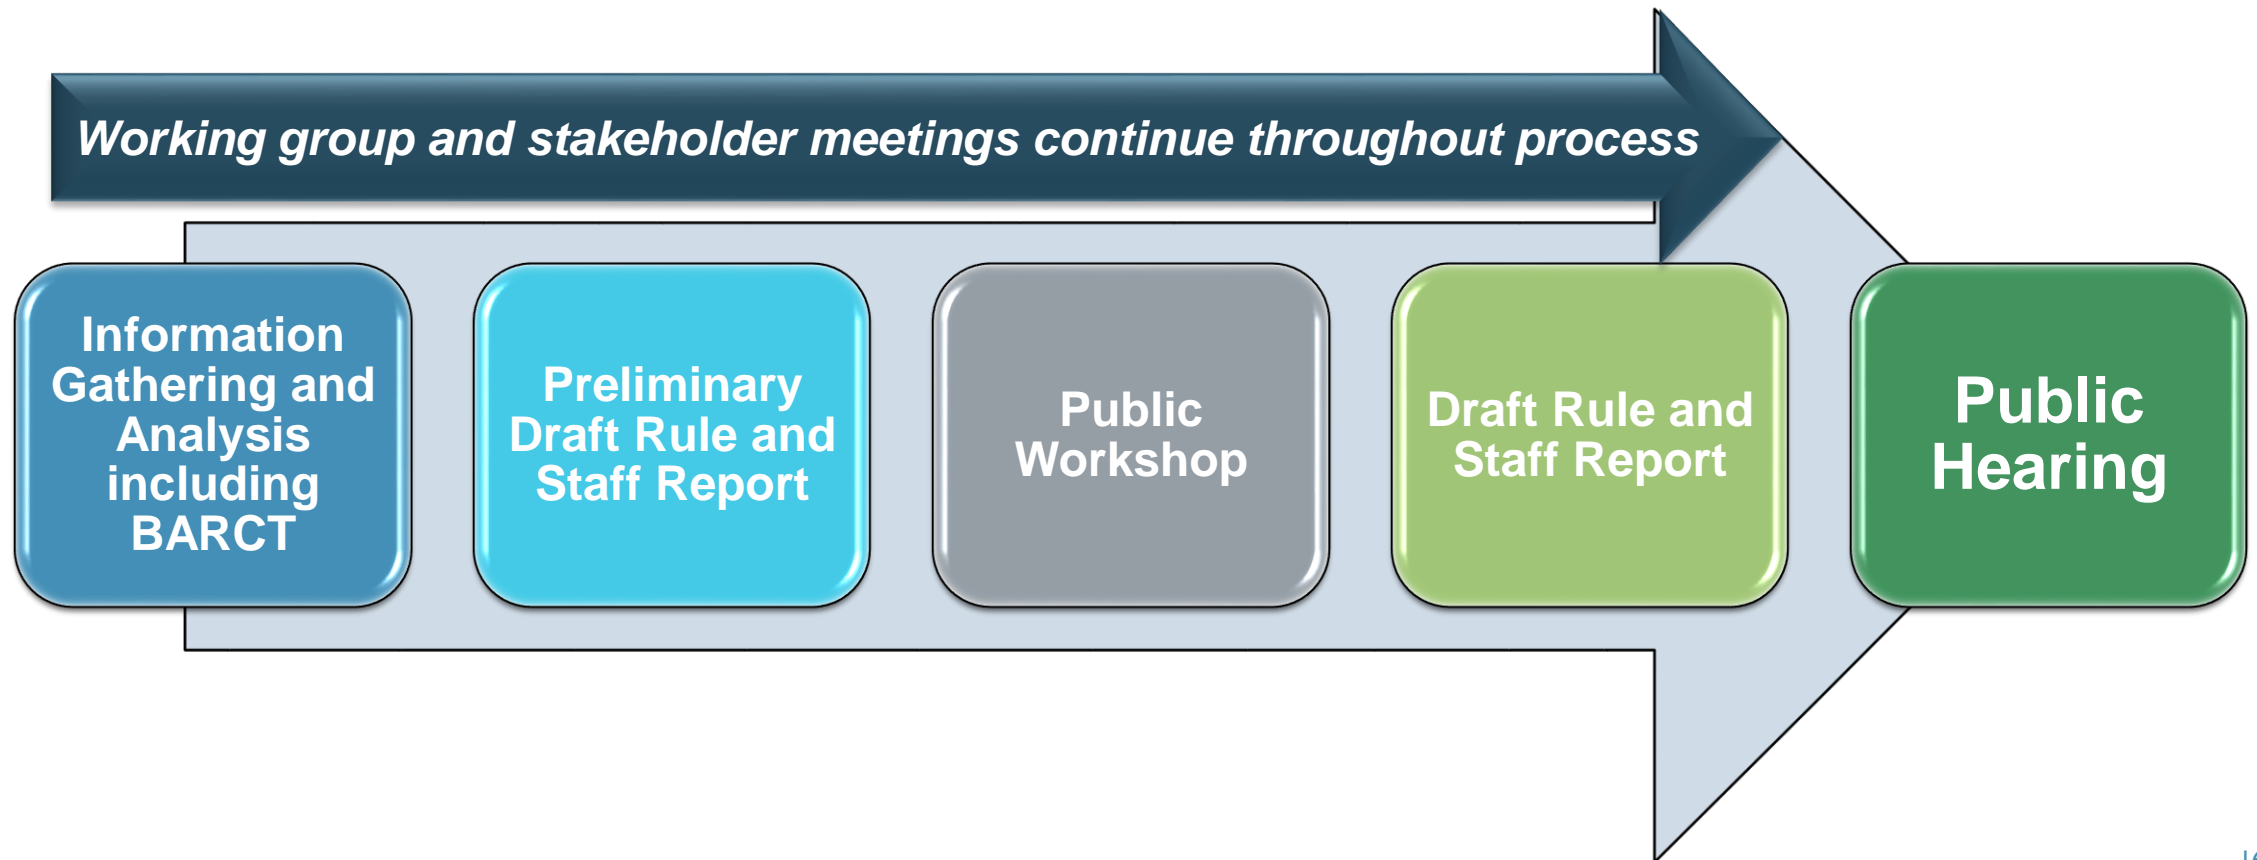 Working group and stakeholder meetings continue throughout process
Information
Gathering and
Analysis
including
BARCT
Preliminary
Draft Rule and
Staff Report
Public
Workshop
Draft Rule and
Staff Report
Public
Hearing